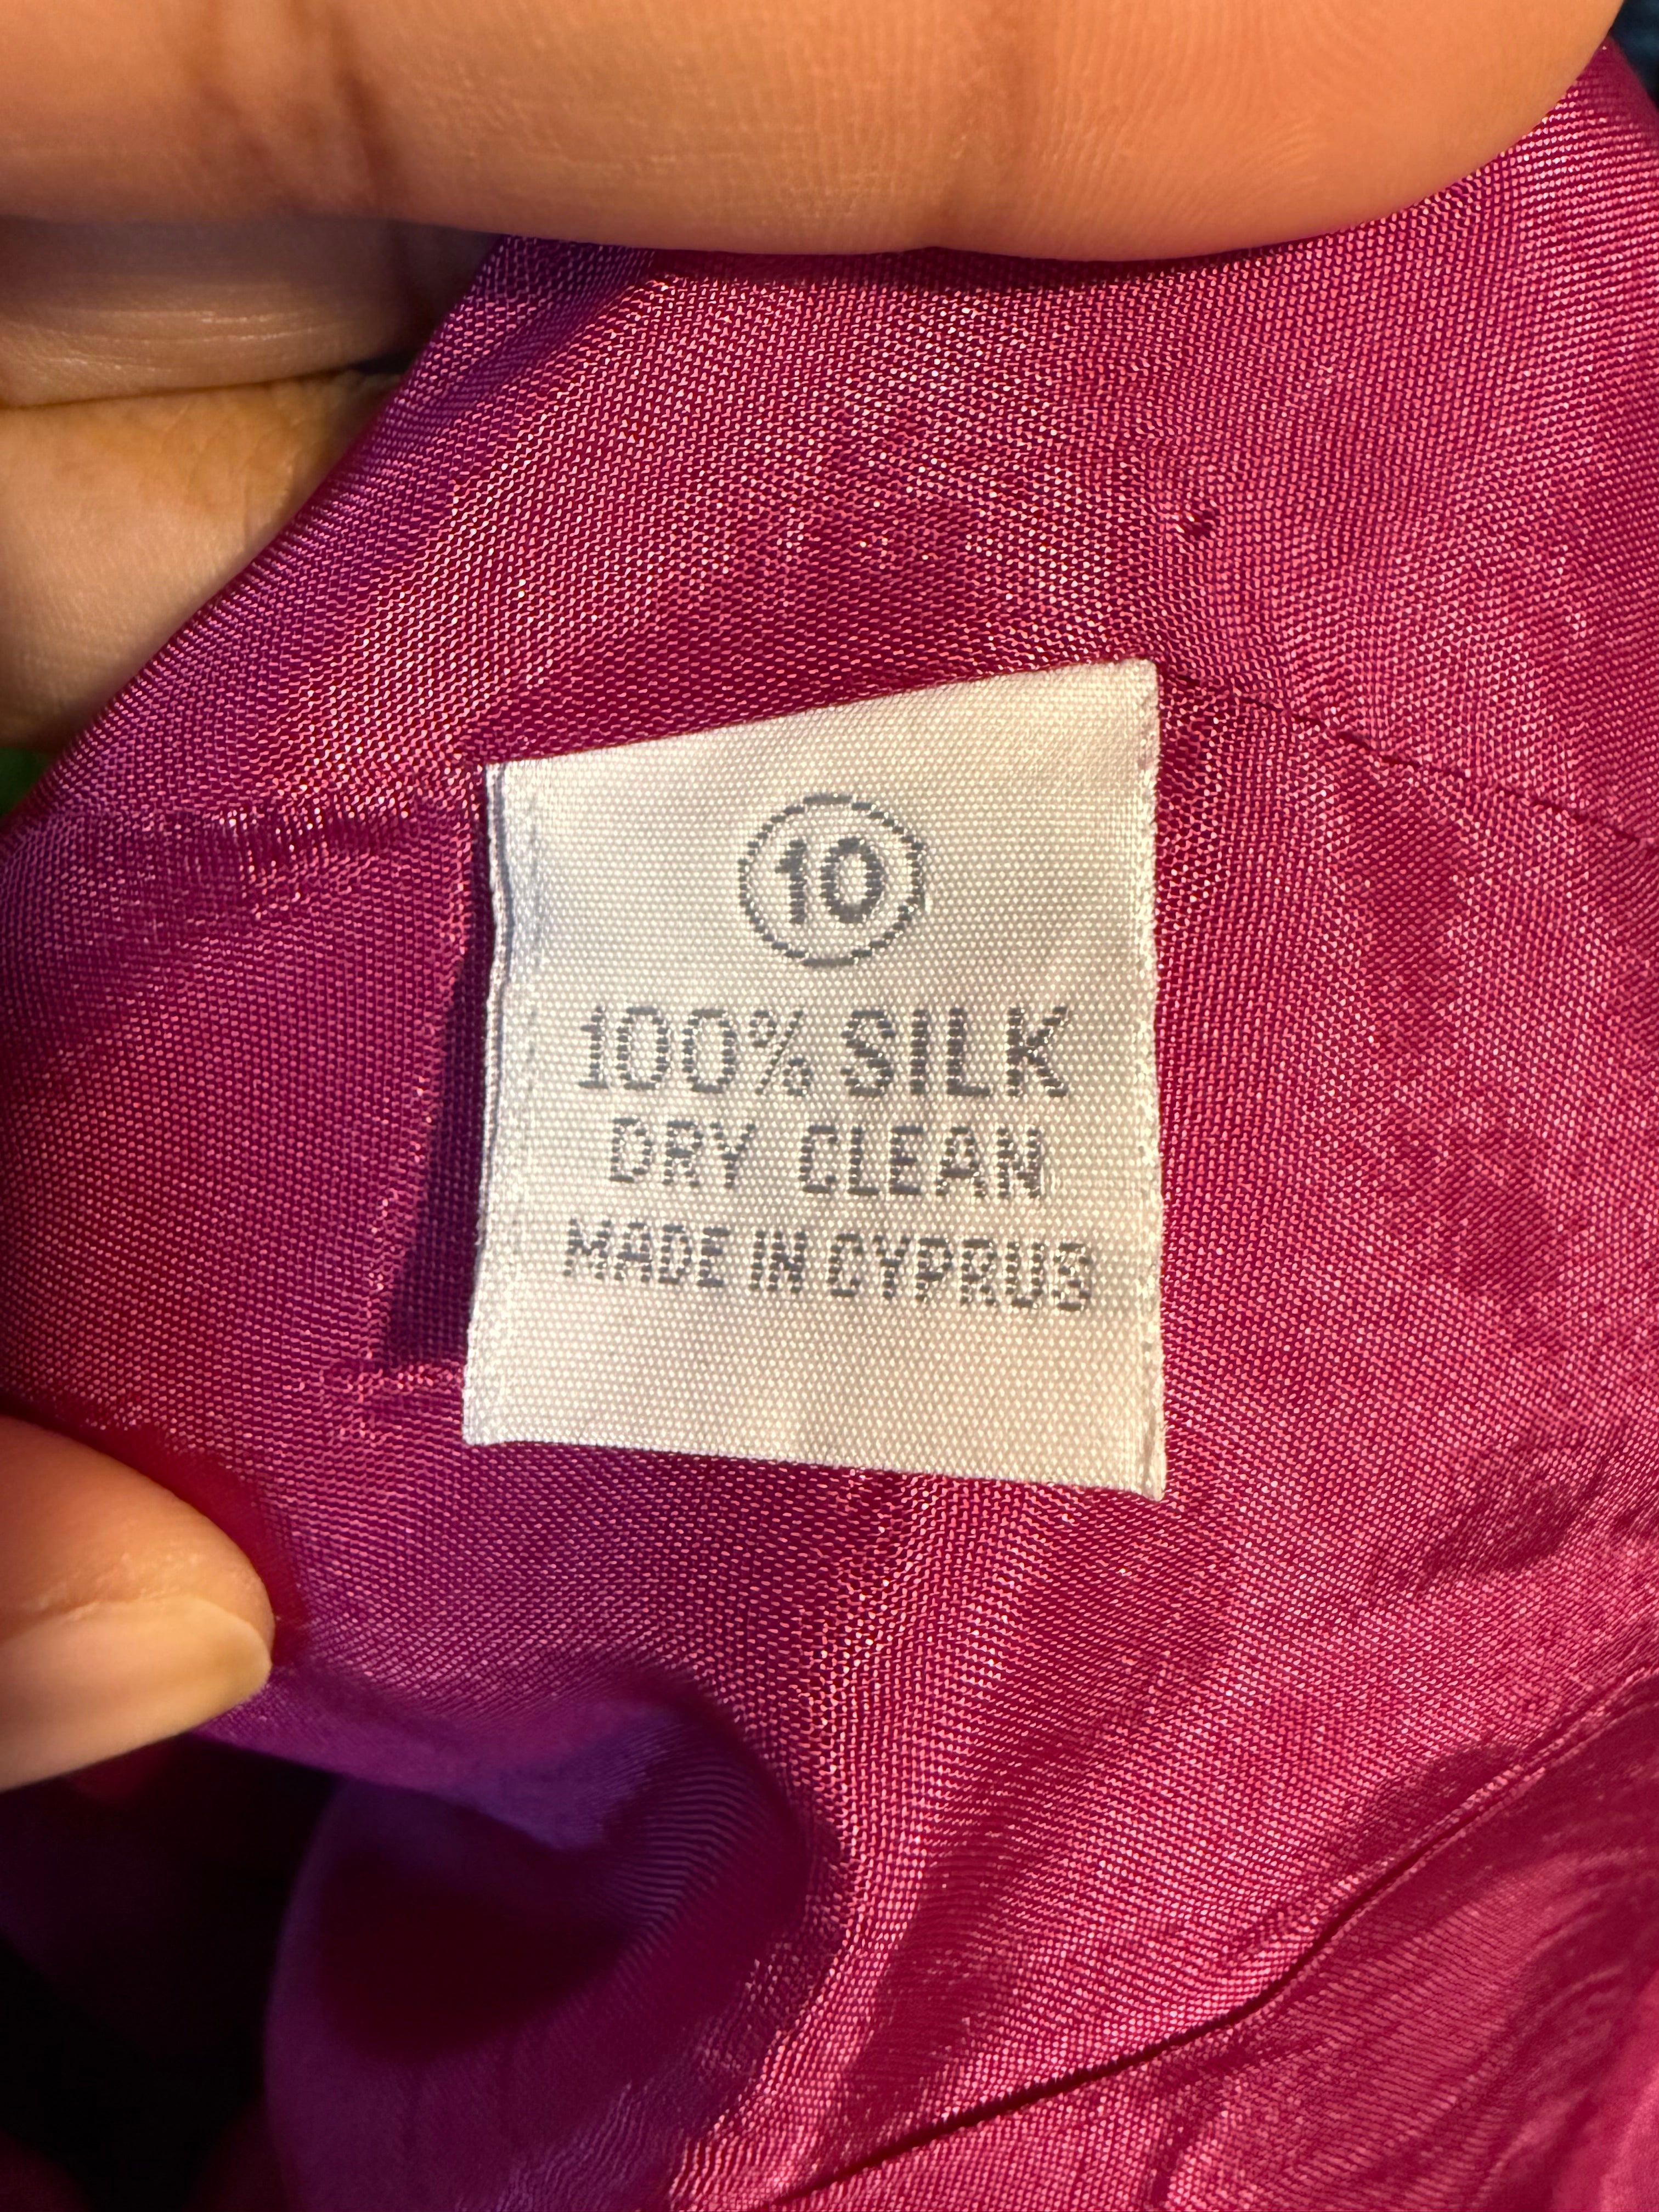 10
100% SILK
DRY CLEAN
MADE IN CYPRUS